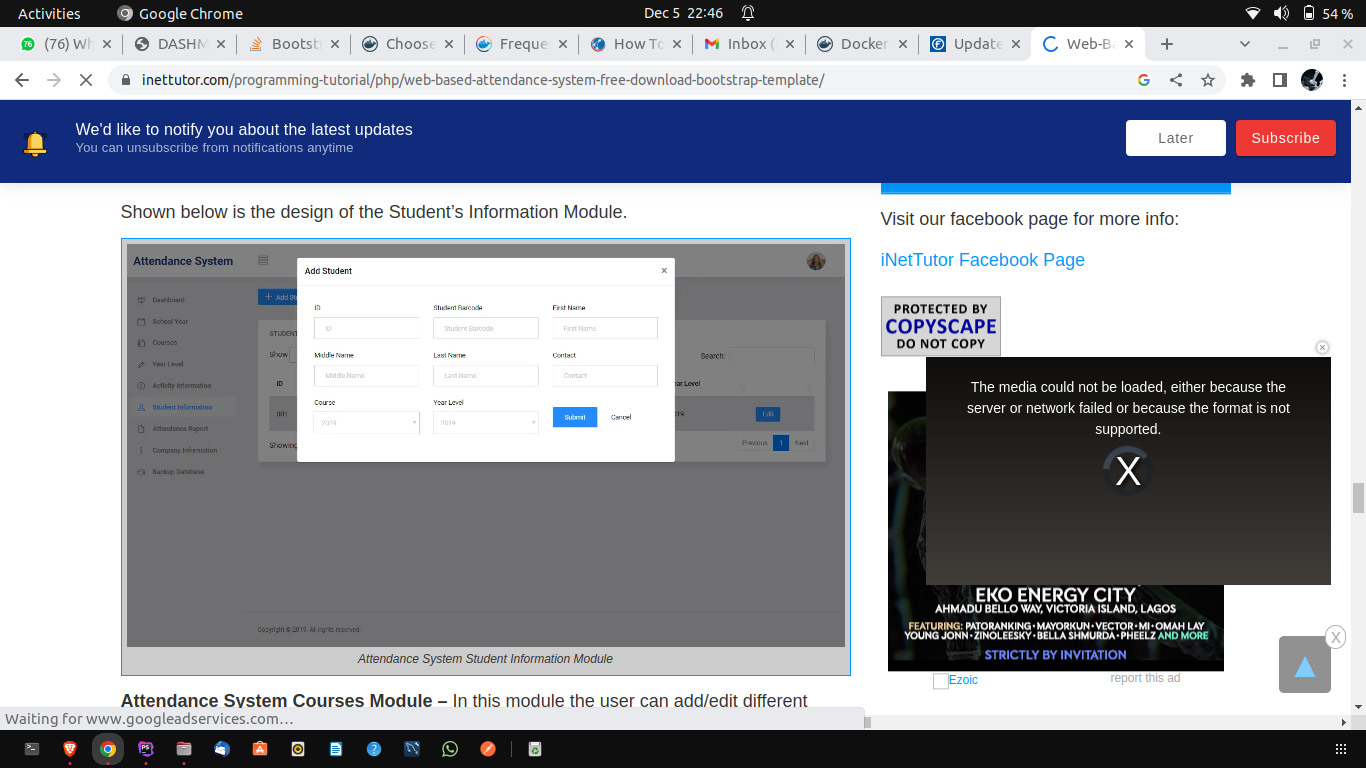 Activities
Google Chrome
Dec 5 22:46
54 %
(76) Wh
DASHM
Bootst
Choose
Freque
How To
Inbox (
Docker
Update
Web-Ba
inettutor.com/programming-tutorial/php/web-based-attendance-system-free-download-bootstrap-template/
We'd like to notify you about the latest updates
You can unsubscribe from notifications anytime
Later
Subscribe
Shown below is the design of the Student’s Information Module.
Attendance System
Dashboard
School Year
Courses
Year Level
Activity Information
Student Information
Attendance Report
Company Information
Backup Database
+ Add St
STUDENT
Show
Search:
ID
ear Level
001
019
Edit
Showing
Previous 1 Next
Add Student
×
ID Student Barcode First Name
ID Student Barcode First Name
Middle Name Last Name Contact
Middle Name Last Name Contact
Course Year Level
2019 2019 Submit Cancel
Copyright © 2019. All rights reserved.
Attendance System Student Information Module
Attendance System Courses Module – In this module the user can add/edit different
Visit our facebook page for more info:
iNetTutor Facebook Page
PROTECTED BY
COPYSCAPE
DO NOT COPY
The media could not be loaded, either because the
server or network failed or because the format is not
supported.
X
EKO ENERGY CITY
AHMADU BELLO WAY, VICTORIA ISLAND, LAGOS
FEATURING: PATORANKING • MAYORKUN • VECTOR • MI • OMAH LAY
YOUNG JONN • ZINOLEESKY • BELLA SHMURDA • PHEELZ AND MORE
STRICTLY BY INVITATION
Ezoic
report this ad
X
Waiting for www.googleadservices.com…